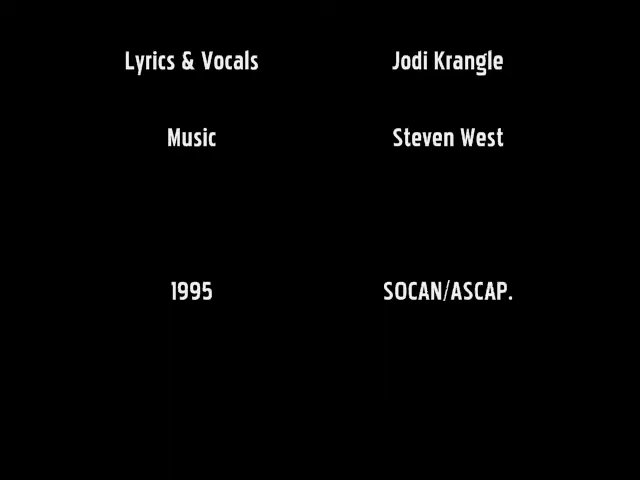 Lyrics & Vocals Jodi Krangle
Music Steven West
1995 SOCAN/ASCAP.